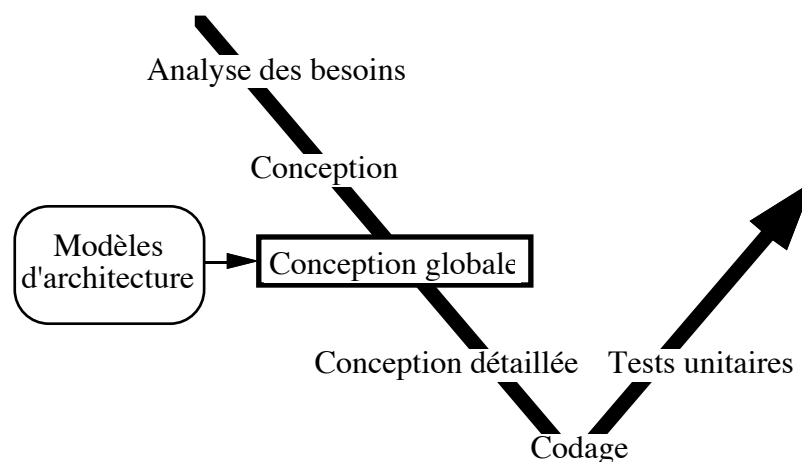 Analyse des besoins
Conception
Modèles
d'architecture
Conception globale
Conception détaillée
Tests unitaires
Codage